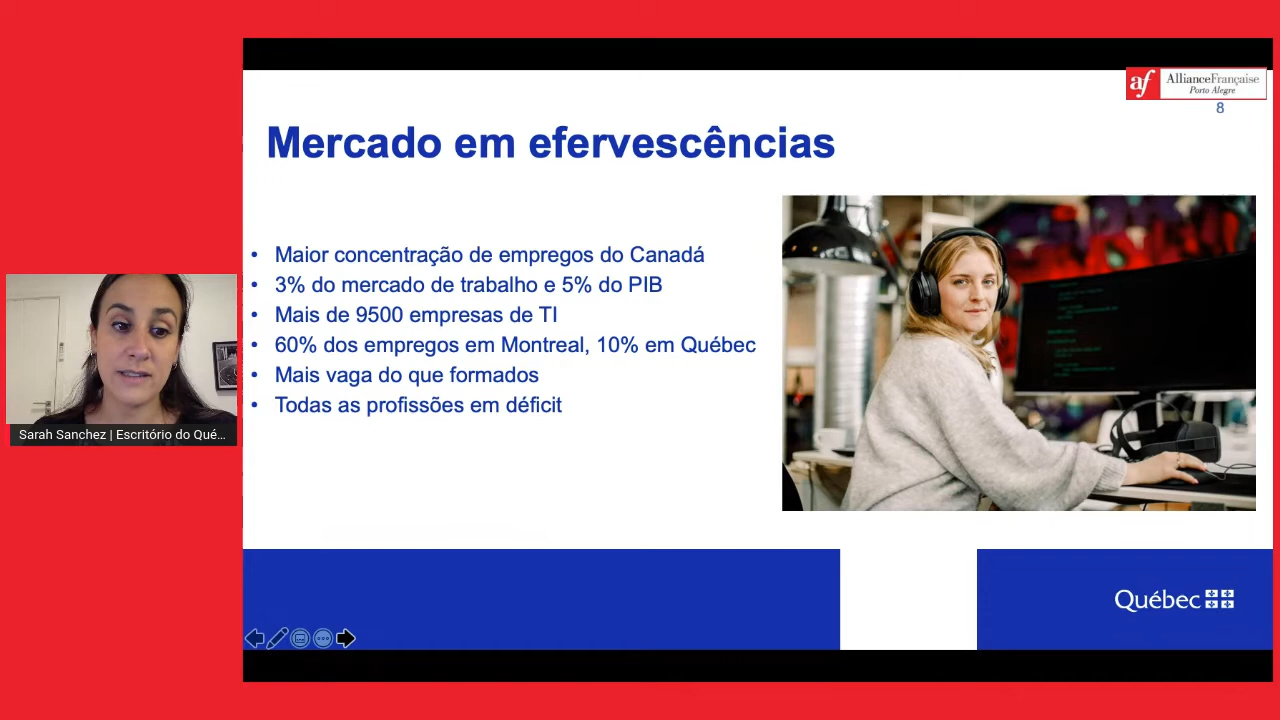 af AllianceFrançaise
Porto Alegre
8
Mercado em efervescências
• Maior concentração de empregos do Canadá
• 3% do mercado de trabalho e 5% do PIB
• Mais de 9500 empresas de TI
• 60% dos empregos em Montreal, 10% em Québec
• Mais vaga do que formados
• Todas as profissões em déficit
Sarah Sanchez | Escritório do Qué...
Québec